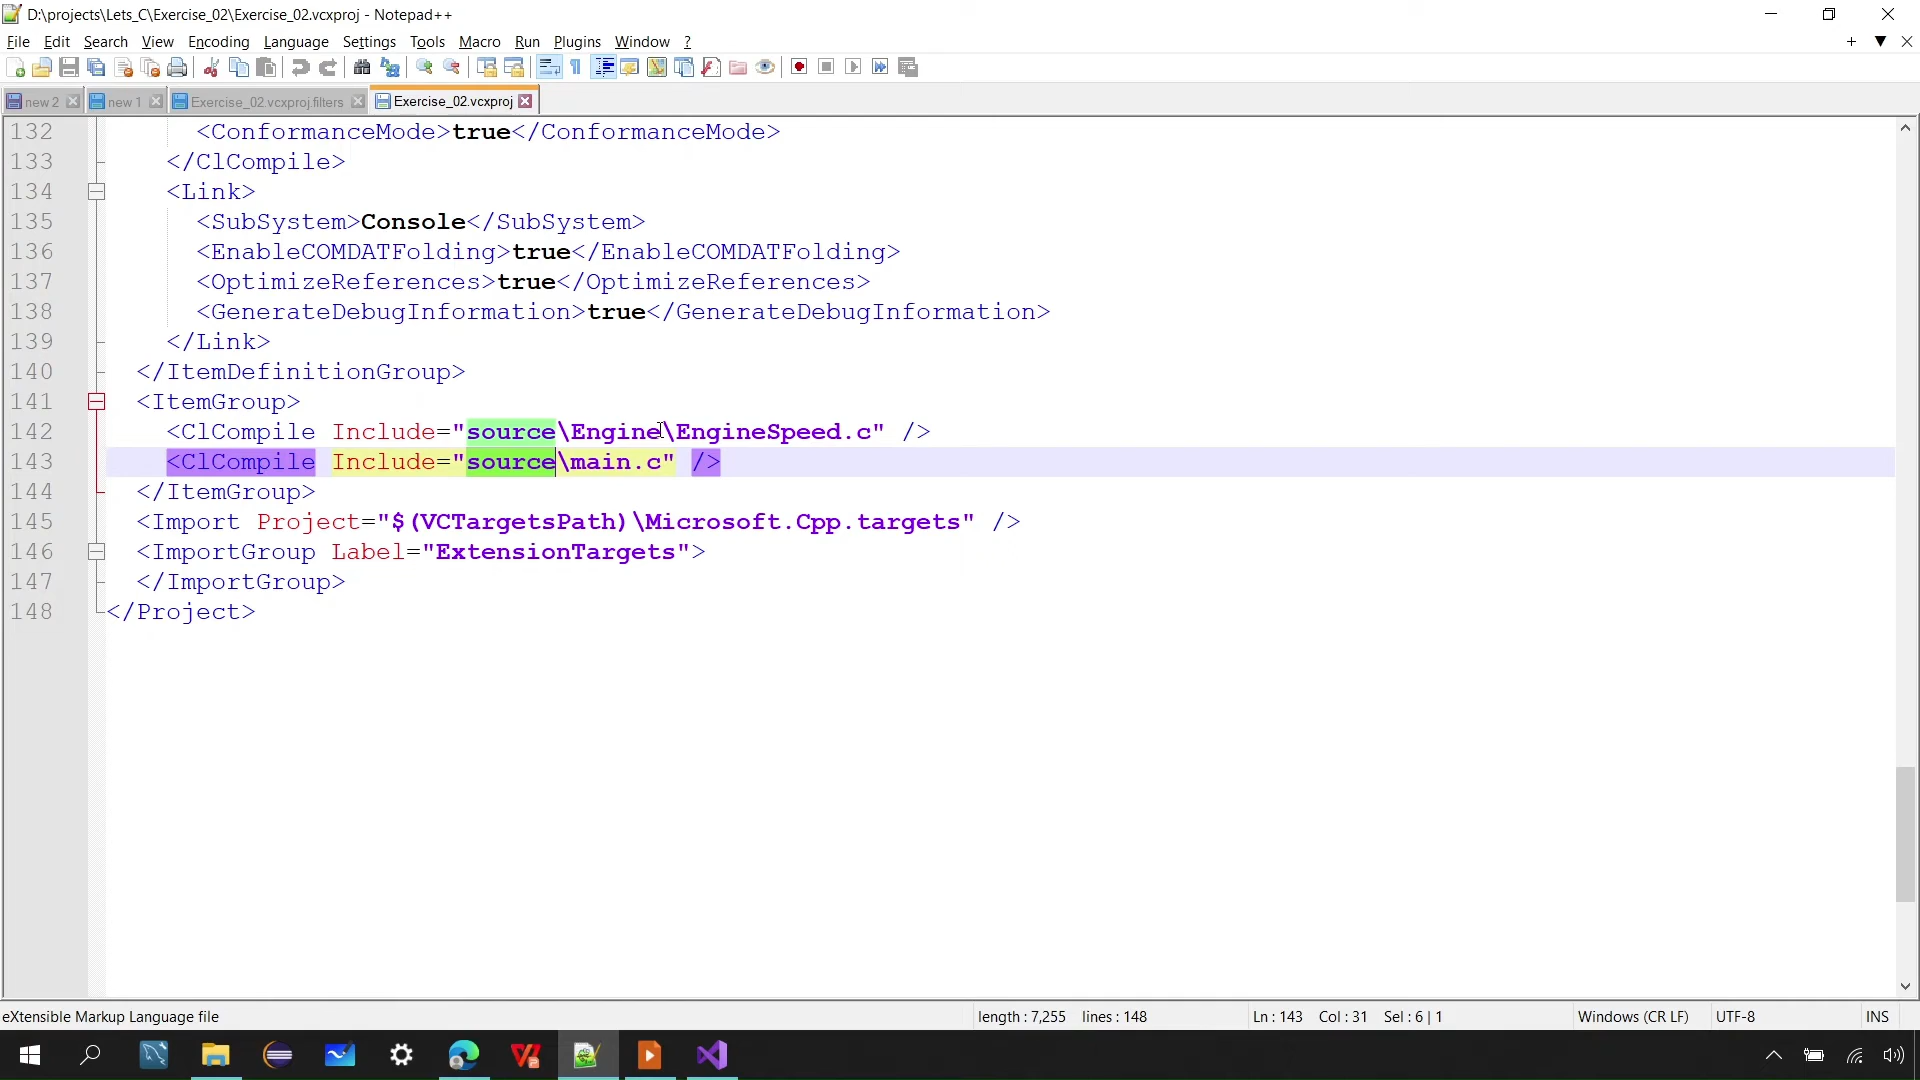 D:\projects\Lets_C\Exercise_02\Exercise_02.vcxproj - Notepad++
File Edit Search View Encoding Language Settings Tools Macro Run Plugins Window ?
new 2 new 1 Exercise_02.vcxproj.filters Exercise_02.vcxproj
132 <ConformanceMode>true</ConformanceMode>
133 </ClCompile>
134 <Link>
135 <SubSystem>Console</SubSystem>
136 <EnableCOMDATFolding>true</EnableCOMDATFolding>
137 <OptimizeReferences>true</OptimizeReferences>
138 <GenerateDebugInformation>true</GenerateDebugInformation>
139 </Link>
140 </ItemDefinitionGroup>
141 <ItemGroup>
142 <ClCompile Include="source\Engine\EngineSpeed.c" />
143 <ClCompile Include="source\main.c" />
144 </ItemGroup>
145 <Import Project="$(VCTargetsPath)\Microsoft.Cpp.targets" />
146 <ImportGroup Label="ExtensionTargets">
147 </ImportGroup>
148 </Project>
eXtensible Markup Language file length : 7,255 lines : 148 Ln : 143 Col : 31 Sel : 6 | 1 Windows (CR LF) UTF-8 INS